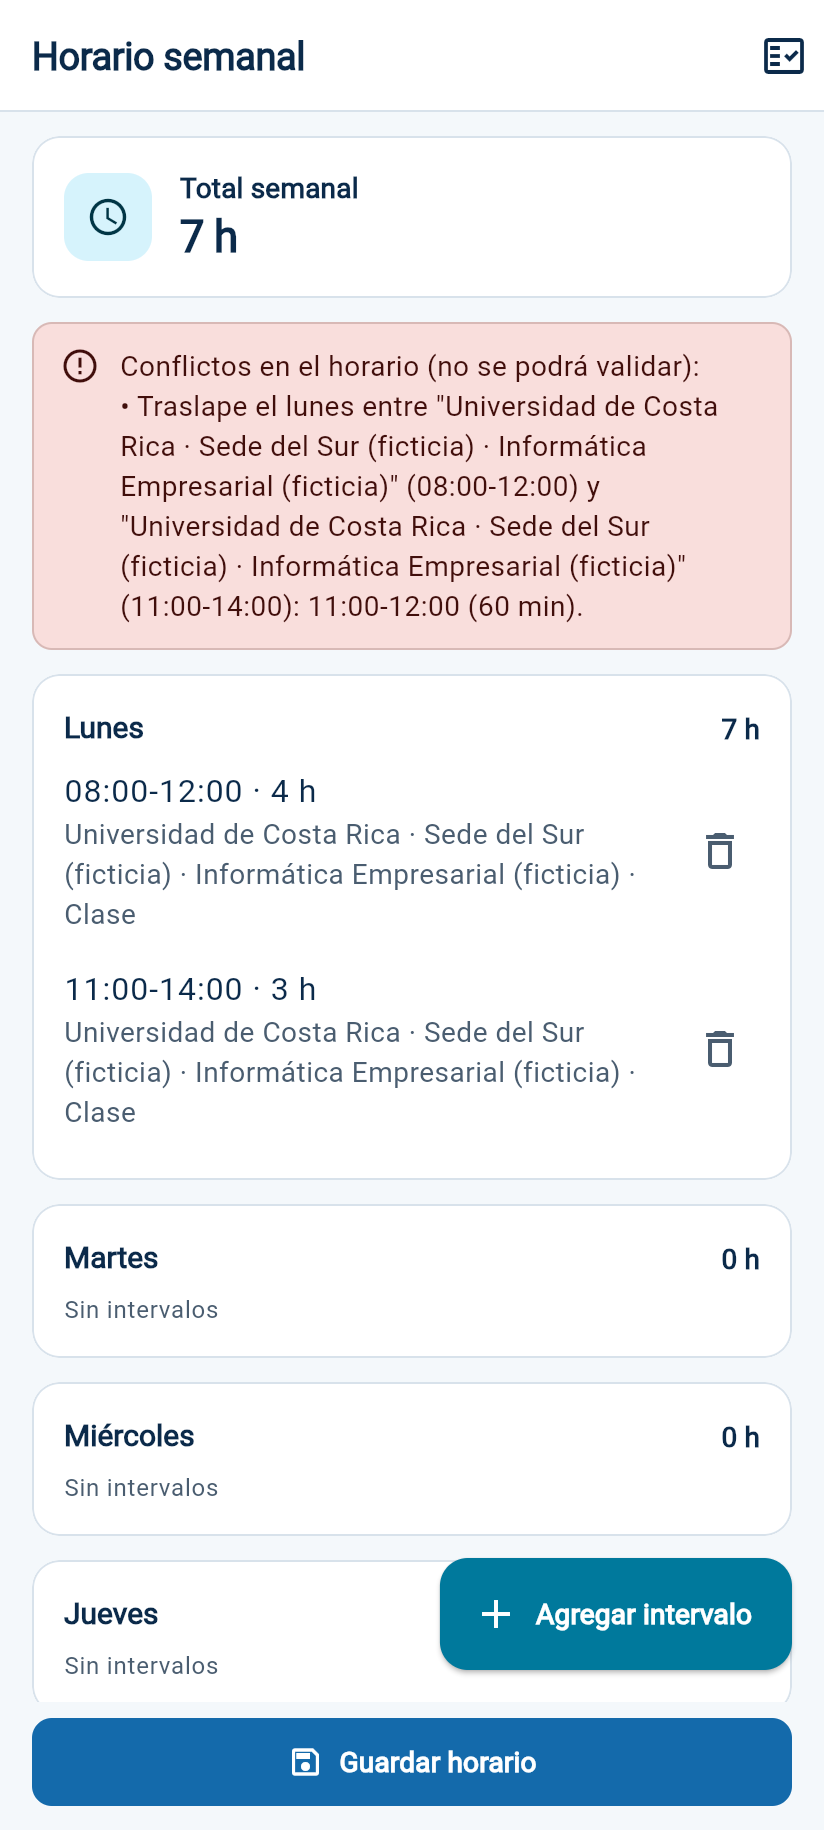 Horario semanal
Total semanal
7 h
Conflictos en el horario (no se podrá validar):
• Traslape el lunes entre "Universidad de Costa
Rica · Sede del Sur (ficticia) · Informática
Empresarial (ficticia)" (08:00-12:00) y
"Universidad de Costa Rica · Sede del Sur
(ficticia) · Informática Empresarial (ficticia)"
(11:00-14:00): 11:00-12:00 (60 min).
Lunes
7 h
08:00-12:00 · 4 h
Universidad de Costa Rica · Sede del Sur
(ficticia) · Informática Empresarial (ficticia) ·
Clase
11:00-14:00 · 3 h
Universidad de Costa Rica · Sede del Sur
(ficticia) · Informática Empresarial (ficticia) ·
Clase
Martes
0 h
Sin intervalos
Miércoles
0 h
Sin intervalos
Jueves
Sin intervalos
Agregar intervalo
Guardar horario